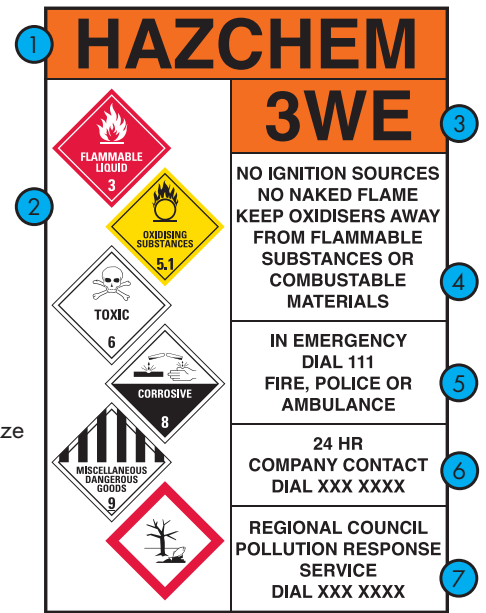 1
HAZCHEM
3WE
3
2
FLAMMABLE
LIQUID
3
OXIDISING
SUBSTANCES
5.1
TOXIC
6
CORROSIVE
8
MISCELLANEOUS
DANGEROUS
GOODS
9
ze
NO IGNITION SOURCES
NO NAKED FLAME
KEEP OXIDISERS AWAY
FROM FLAMMABLE
SUBSTANCES OR
COMBUSTABLE
MATERIALS
4
IN EMERGENCY
DIAL 111
FIRE, POLICE OR
AMBULANCE
5
24 HR
COMPANY CONTACT
DIAL XXX XXXX
6
REGIONAL COUNCIL
POLLUTION RESPONSE
SERVICE
DIAL XXX XXXX
7